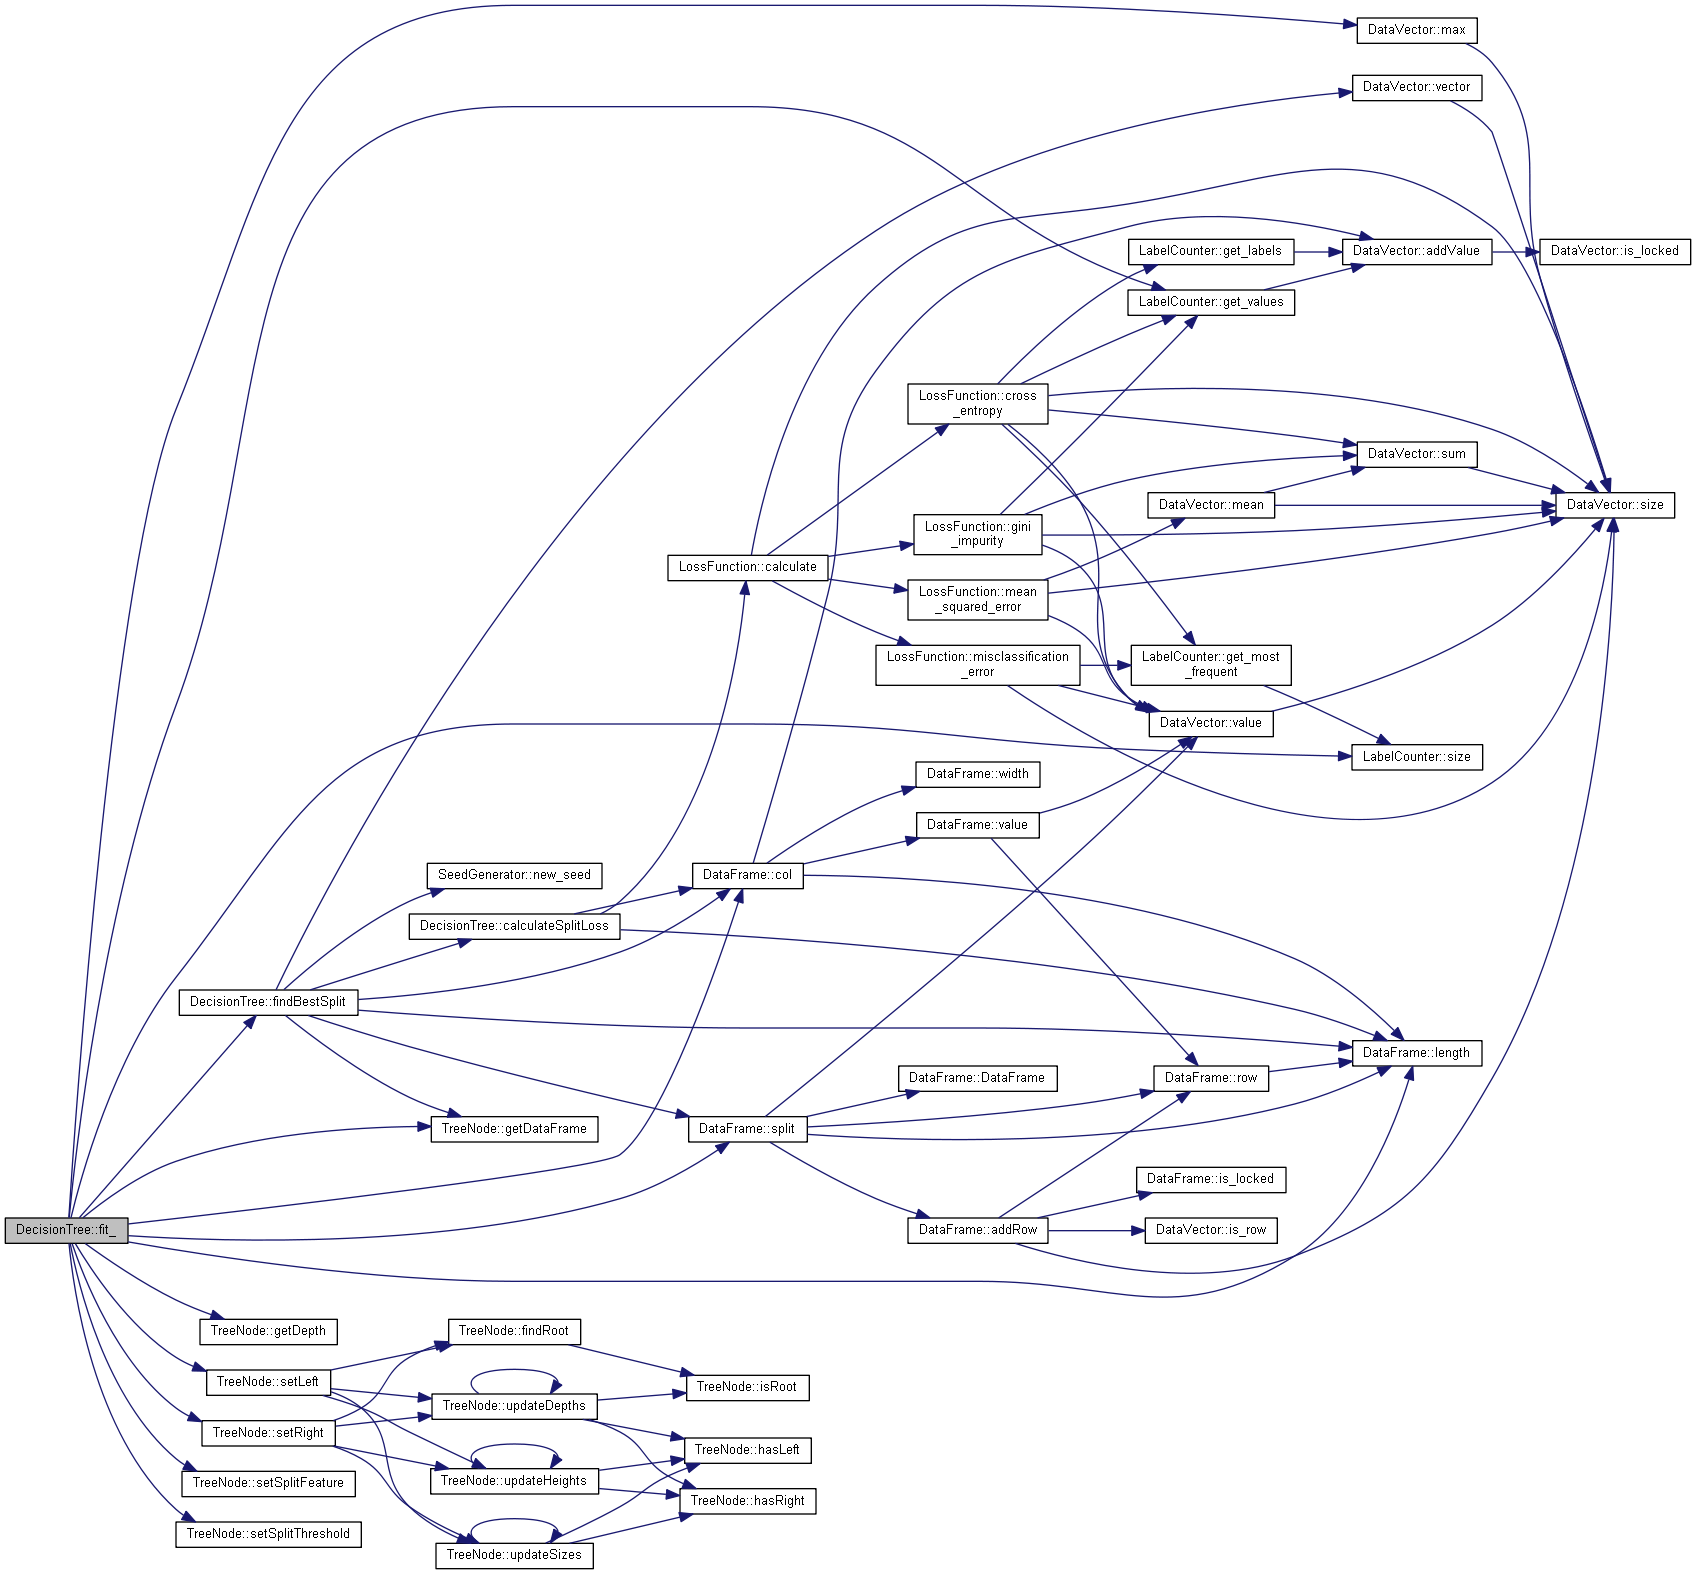 DataVector::max
DataVector::vector
LabelCounter::get_labels
DataVector::addValue
DataVector::is_locked
LabelCounter::get_values
LossFunction::cross
_entropy
DataVector::sum
DataVector::mean
DataVector::size
LossFunction::gini
_impurity
LossFunction::calculate
LossFunction::mean
_squared_error
LossFunction::misclassification
_error
LabelCounter::get_most
_frequent
DataVector::value
LabelCounter::size
DataFrame::width
DataFrame::value
SeedGenerator::new_seed
DataFrame::col
DecisionTree::calculateSplitLoss
DecisionTree::findBestSplit
DataFrame::length
DataFrame::DataFrame
DataFrame::row
TreeNode::getDataFrame
DataFrame::split
DataFrame::is_locked
DecisionTree::fit_
DataFrame::addRow
DataVector::is_row
TreeNode::getDepth
TreeNode::findRoot
TreeNode::setLeft
TreeNode::isRoot
TreeNode::updateDepths
TreeNode::setRight
TreeNode::hasLeft
TreeNode::setSplitFeature
TreeNode::updateHeights
TreeNode::hasRight
TreeNode::setSplitThreshold
TreeNode::updateSizes